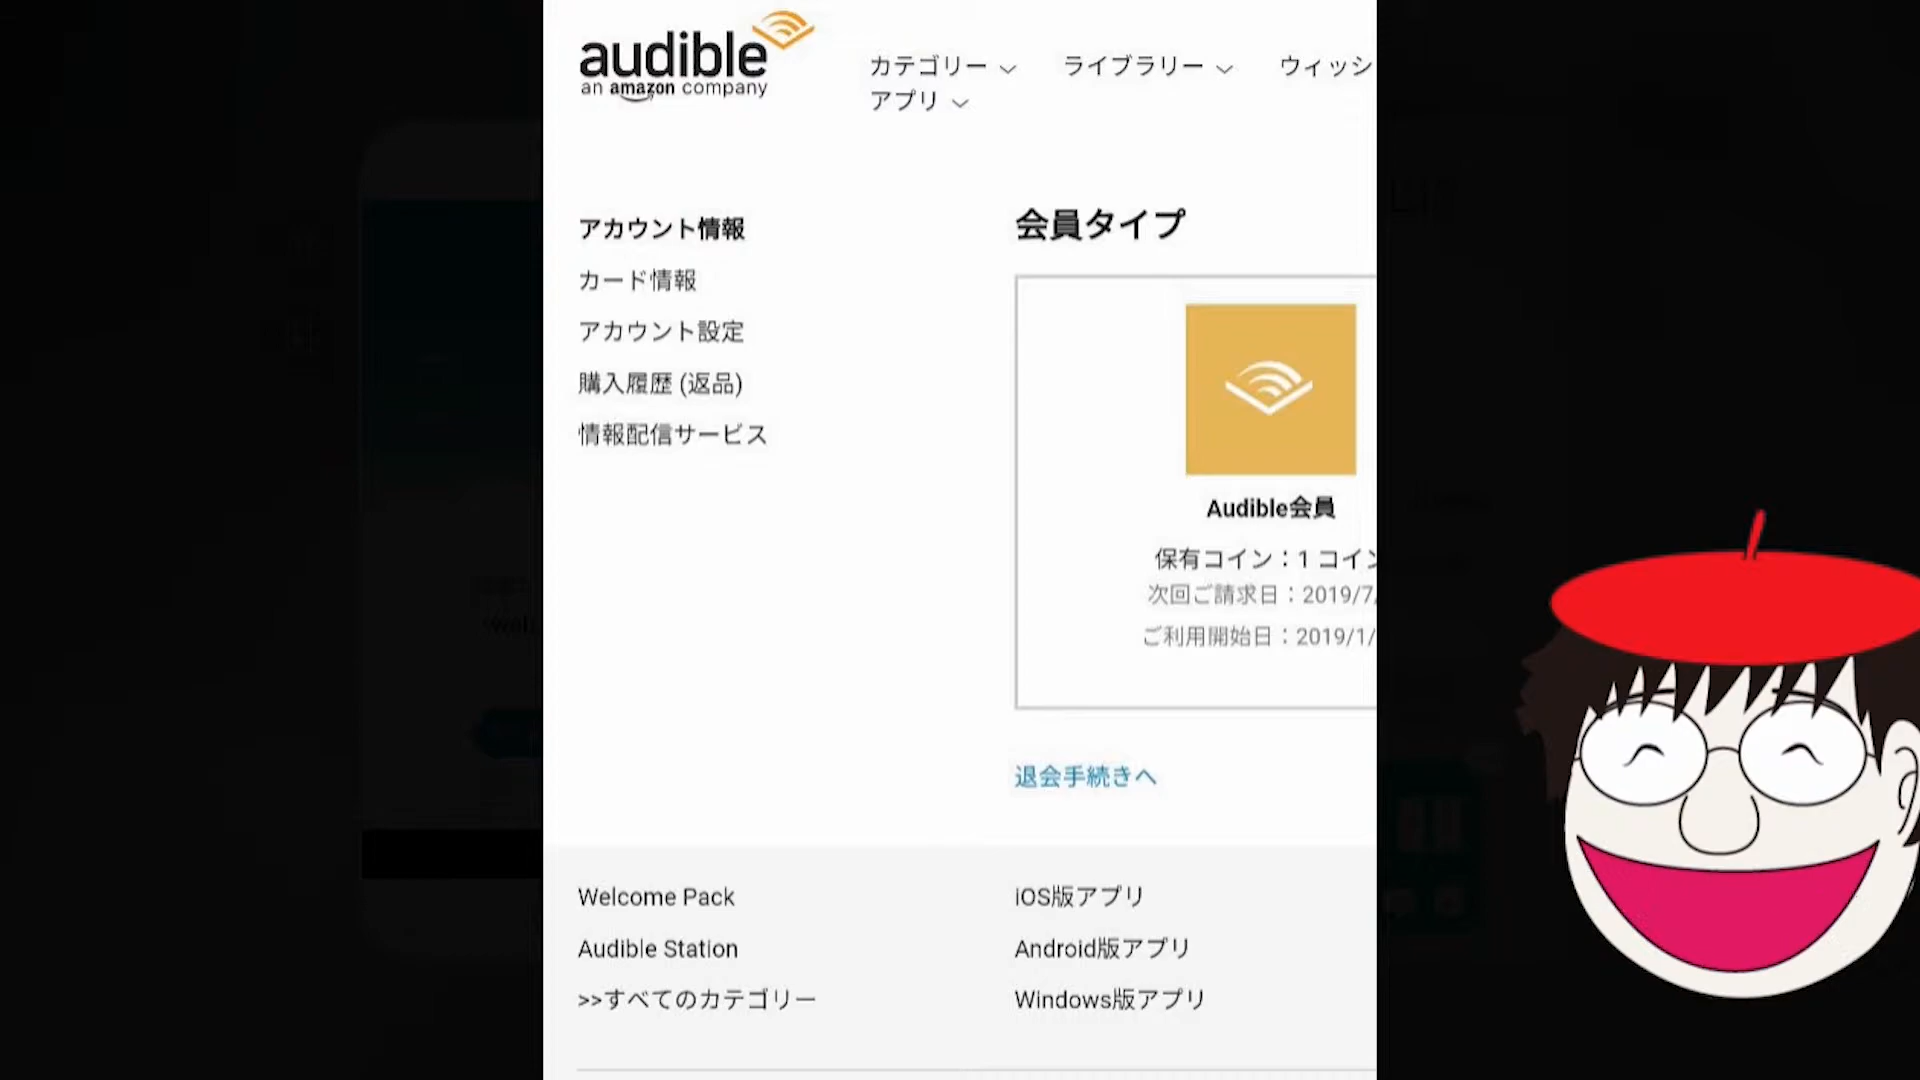 audible
an amazon company
カテゴリー
ライブラリー
ウィッシ
アプリ
アカウント情報
カード情報
アカウント設定
購入履歴 (返品)
情報配信サービス
会員タイプ
Audible会員
保有コイン：1 コイン
次回ご請求日：2019/7/
ご利用開始日：2019/1/
退会手続きへ
Welcome Pack
Audible Station
>>すべてのカテゴリー
iOS版アプリ
Android版アプリ
Windows版アプリ